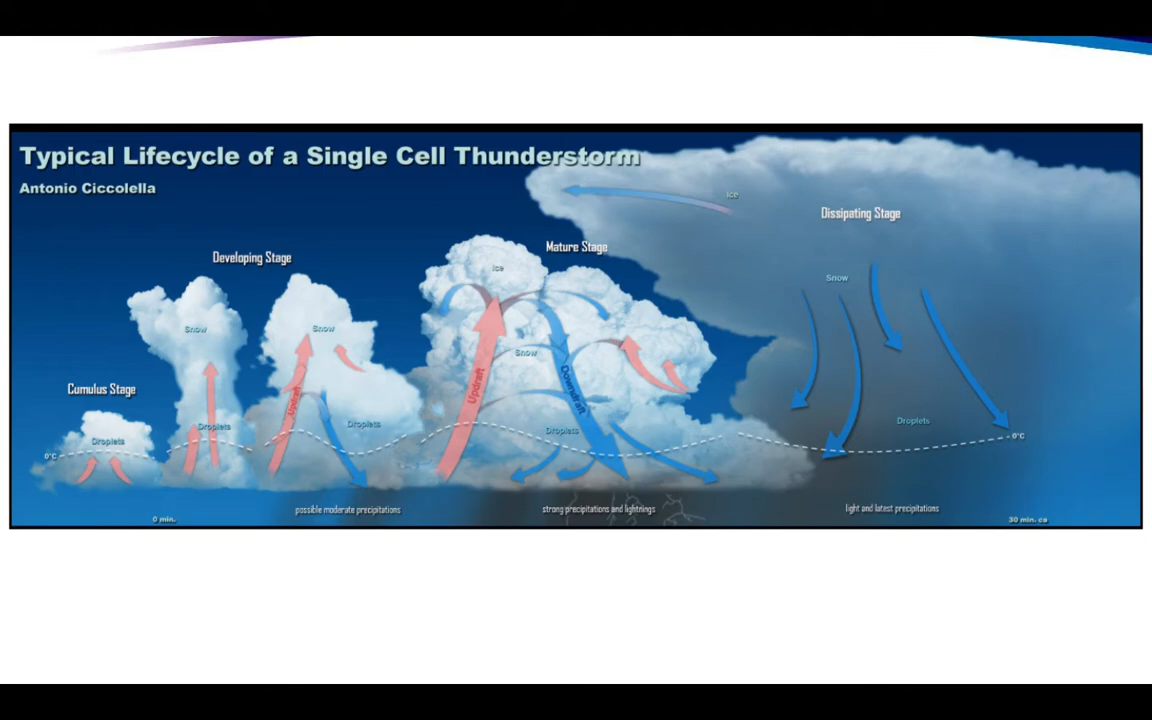 Typical Lifecycle of a Single Cell Thunderstorm
Antonio Ciccolella
Cumulus Stage
Droplets
0°C
Developing Stage
Snow
Droplets
Snow
Updraft
Droplets
Mature Stage
Ice
Snow
Updraft
Downdraft
Droplets
Ice
Dissipating Stage
Snow
Droplets
0°C
possible moderate precipitations
strong precipitations and lightnings
light and latest precipitations
0 min.
30 min. ca